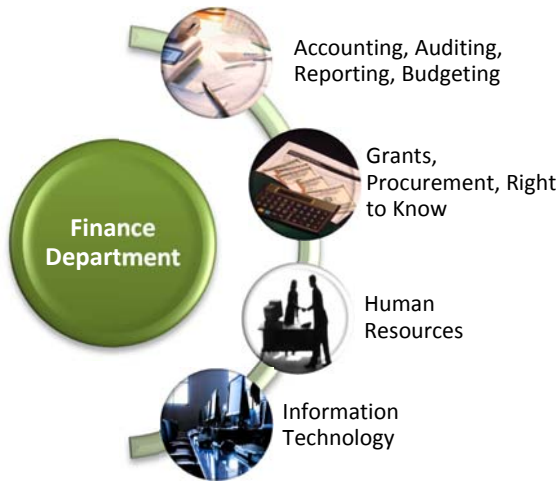 Accounting, Auditing,
Reporting, Budgeting
Grants,
Procurement, Right
to Know
Finance
Department
Human
Resources
Information
Technology